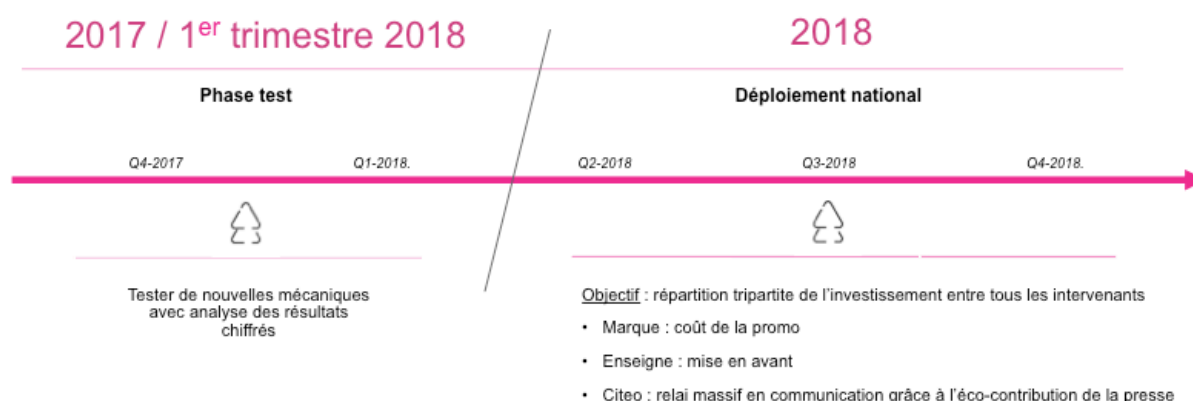 2017 / 1er trimestre 2018
2018
Phase test
Déploiement national
Q4-2017
Q1-2018.
Q2-2018
Q3-2018
Q4-2018.
Tester de nouvelles mécaniques
avec analyse des résultats
chiffrés
Objectif : répartition tripartite de l'investissement entre tous les intervenants
• Marque : coût de la promo
• Enseigne : mise en avant
• Citeo : relai massif en communication grâce à l'éco-contribution de la presse